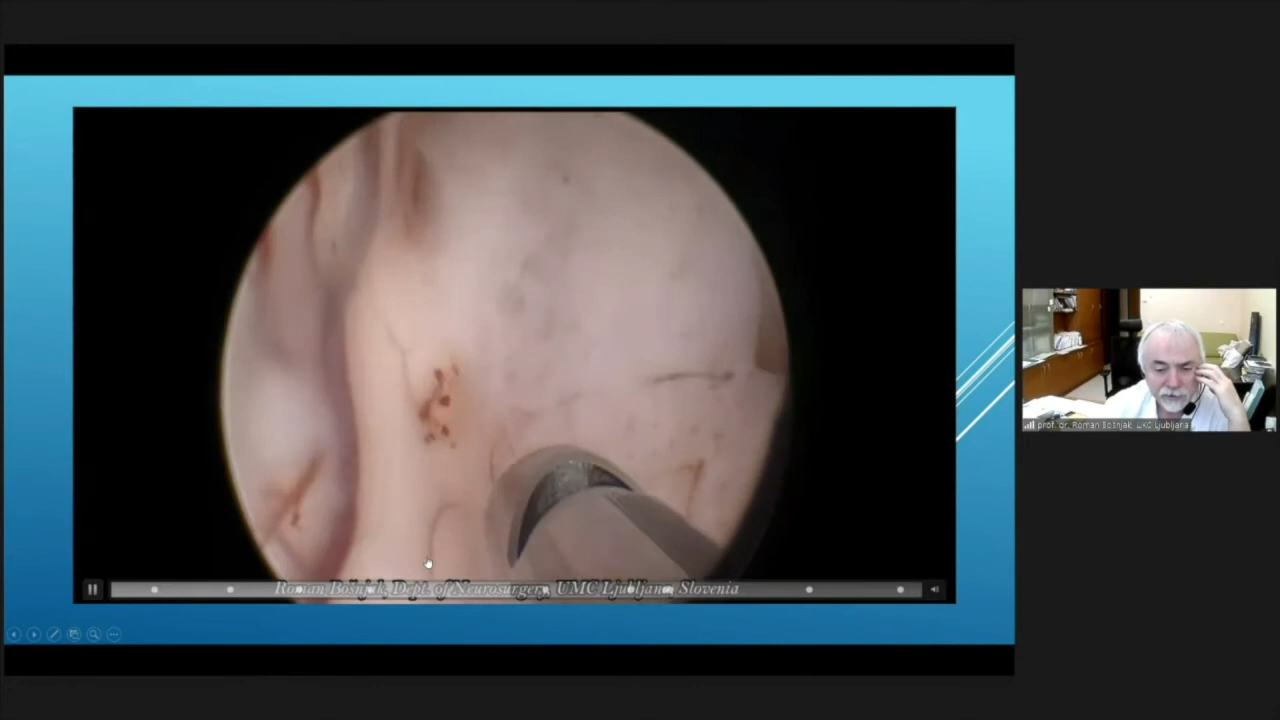 Roman Bošnjak, Dept. of Neurosurgery, UMC Ljubljana, Slovenia
prof. dr. Roman Bošnjak, UKC Ljubljana